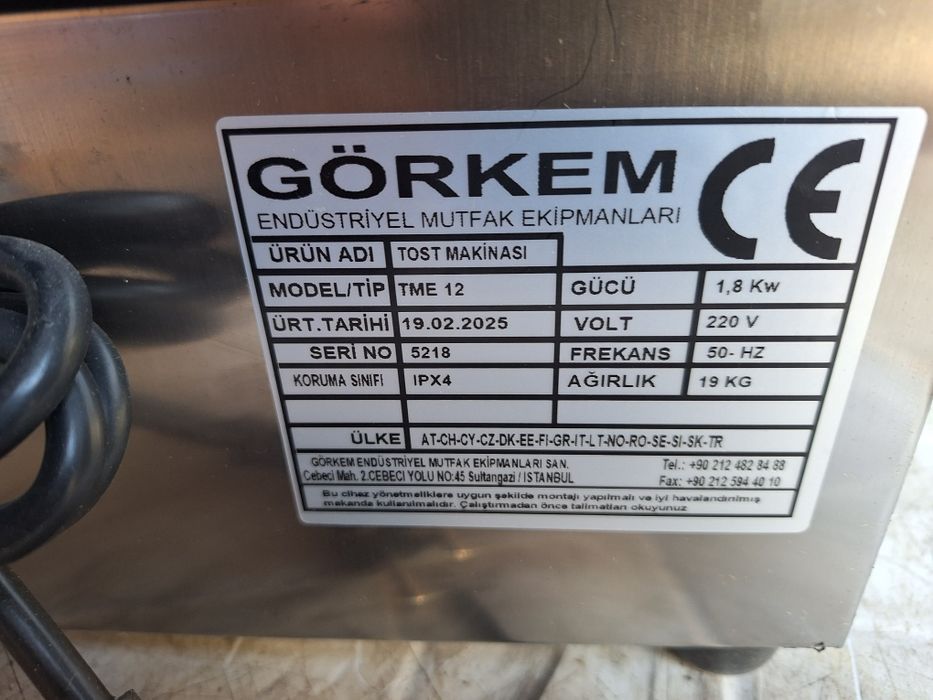 GÖRKEM
ENDÜSTRİYEL MUTFAK EKİPMANLARI
CE
ÜRÜN ADI TOST MAKİNASI
MODEL/TİP TME 12 GÜCÜ 1,8 Kw
ÜRT.TARİHİ 19.02.2025 VOLT 220 V
SERİ NO 5218 FREKANS 50- HZ
KORUMA SINIFI IPX4 AĞIRLIK 19 KG
ÜLKE AT-CH-CY-CZ-DK-EE-FI-GR-IT-LT-NO-RO-SE-SI-SK-TR
GÖRKEM ENDÜSTRİYEL MUTFAK EKİPMANLARI SAN. Tel.: +90 212 482 84 88
Cebeci Mah. 2.CEBECİ YOLU NO:45 Sultangazi / İSTANBUL Fax: +90 212 594 40 10
Bu cihaz yönetmeliklere uygun şekilde montajı yapılmalı ve iyi havalandırılmış
mekanda kullanılmalıdır. Çalıştırmadan önce talimatları okuyunuz